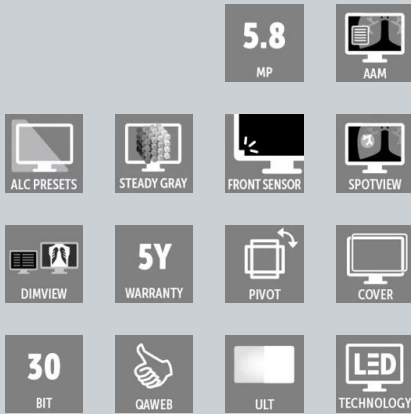 5.8
MP
AAM
ALC PRESETS
STEADY GRAY
FRONT SENSOR
SPOTVIEW
DIMVIEW
5Y
WARRANTY
PIVOT
COVER
30
BIT
QAWEB
ULT
LED
TECHNOLOGY